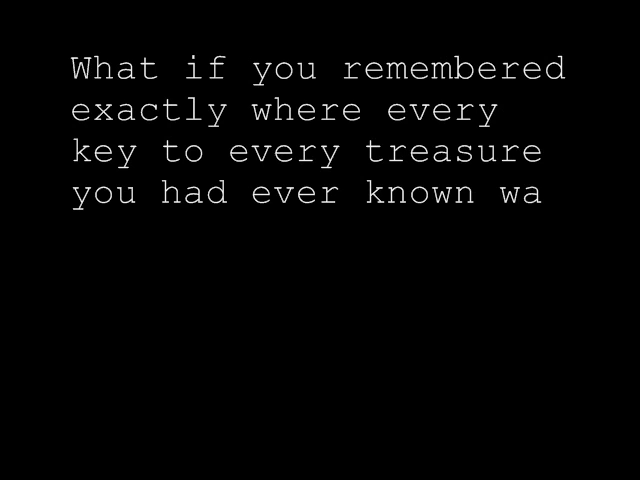 What if you remembered
exactly where every
key to every treasure
you had ever known wa